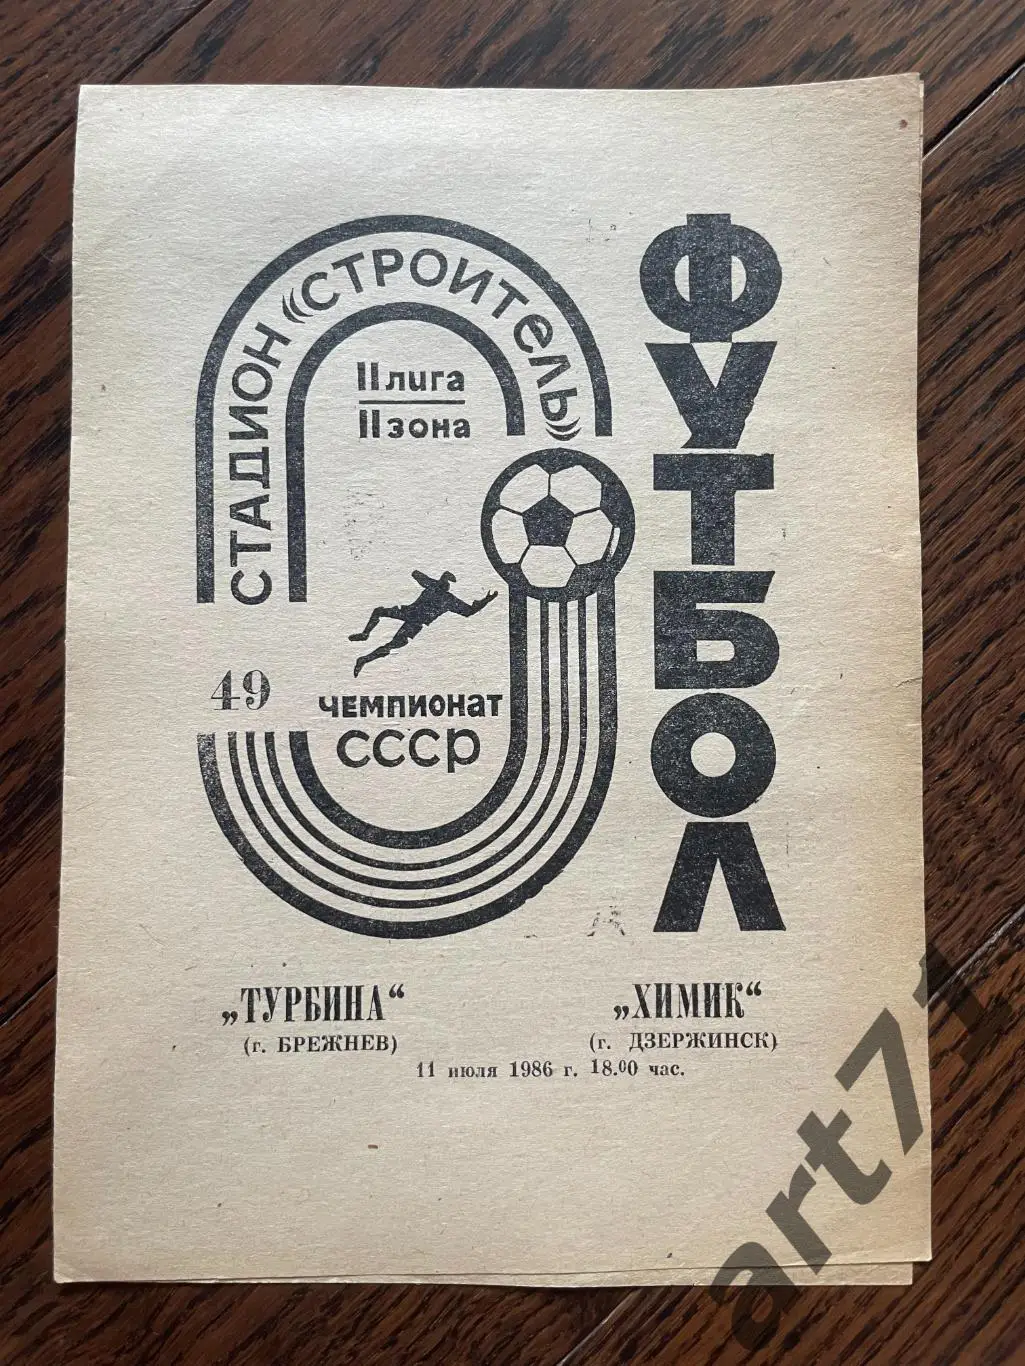 СТАДИОН «СТРОИТЕЛЬ»
II лига
II зона
49
ЧЕМПИОНАТ
СССР
ФУТБОЛ
„ТУРБИНА“
(г. БРЕЖНЕВ)
„ХИМИК“
(г. ДЗЕРЖИНСК)
11 июля 1986 г. 18.00 час.
art71